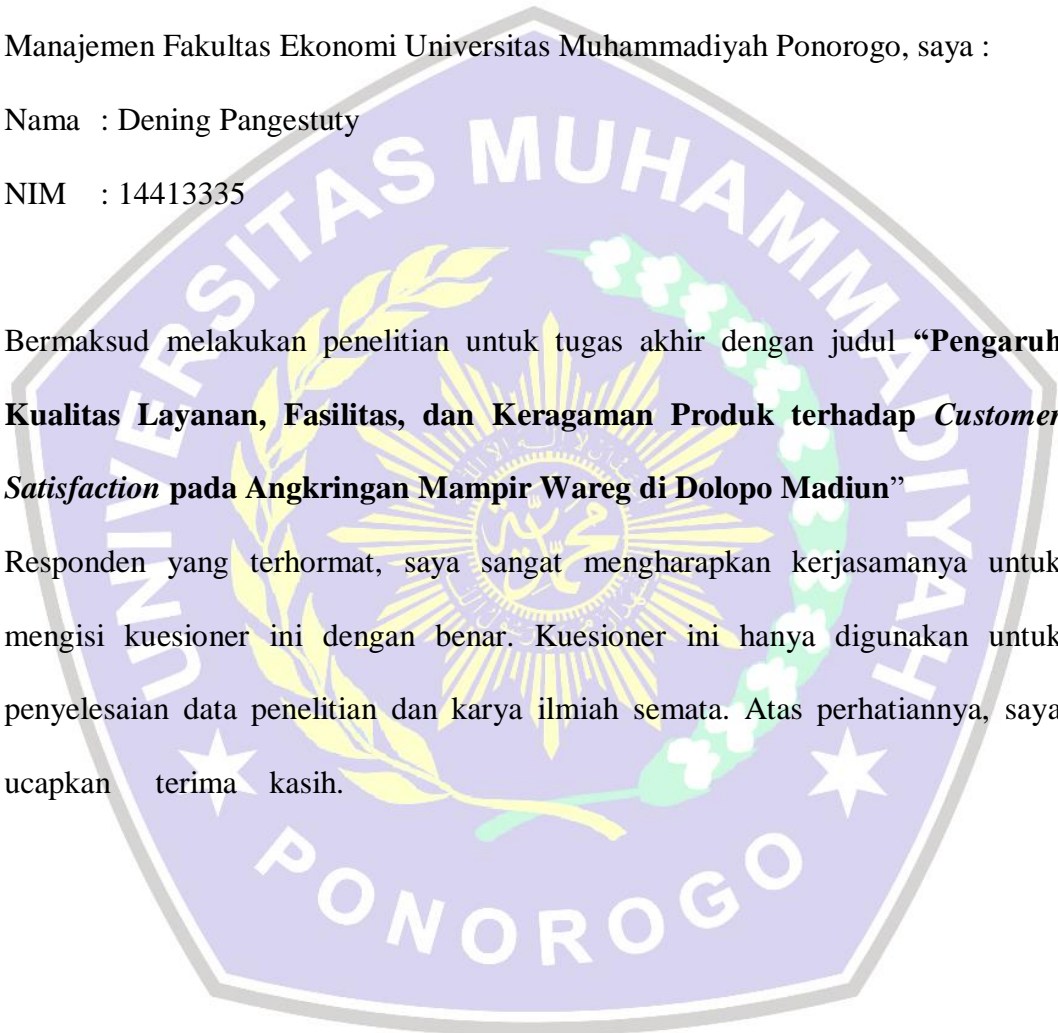 Manajemen Fakultas Ekonomi Universitas Muhammadiyah Ponorogo, saya :
Nama : Dening Pangestuty
NIM : 14413335
Bermaksud melakukan penelitian untuk tugas akhir dengan judul “Pengaruh
Kualitas Layanan, Fasilitas, dan Keragaman Produk terhadap Customer
Satisfaction pada Angkringan Mampir Wareg di Dolopo Madiun”
Responden yang terhormat, saya sangat mengharapkan kerjasamanya untuk
mengisi kuesioner ini dengan benar. Kuesioner ini hanya digunakan untuk
penyelesaian data penelitian dan karya ilmiah semata. Atas perhatiannya, saya
ucapkan terima kasih.
UNIVERSITAS MUHAMMADIYAH
PONOROGO